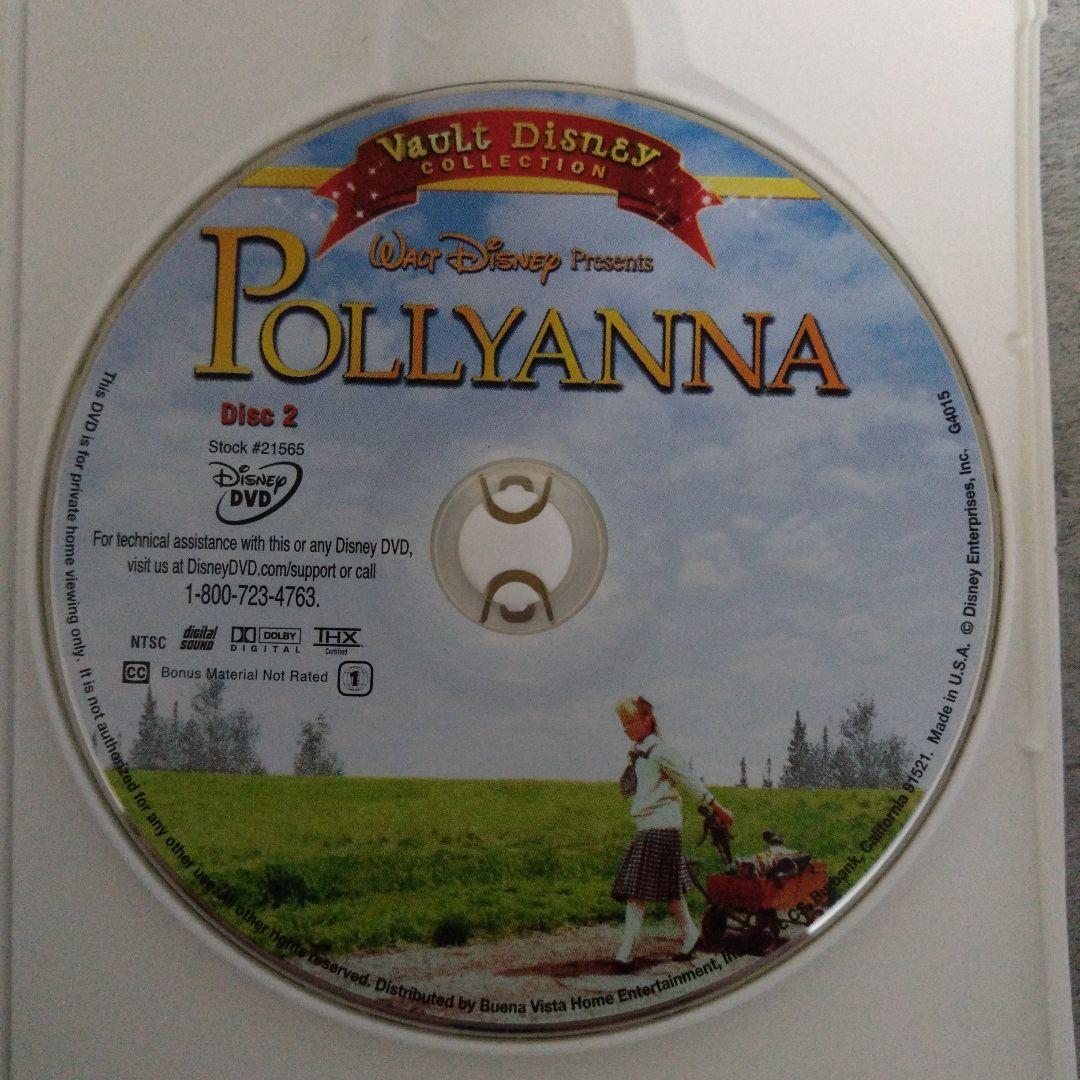 Vault Disney
COLLECTION
Walt Disney Presents
POLLYANNA
Disc 2
Stock #21565
Disney
DVD
For technical assistance with this or any Disney DVD,
visit us at DisneyDVD.com/support or call
1-800-723-4763.
NTSC digital SOUND DOLBY DIGITAL THX Certified
CC Bonus Material Not Rated 1
This DVD is for private home viewing only. It is not authorized for any other use. All other rights reserved. Distributed by Buena Vista Home Entertainment, Burbank, California 91521. Made in U.S.A. © Disney Enterprises, Inc. G4015